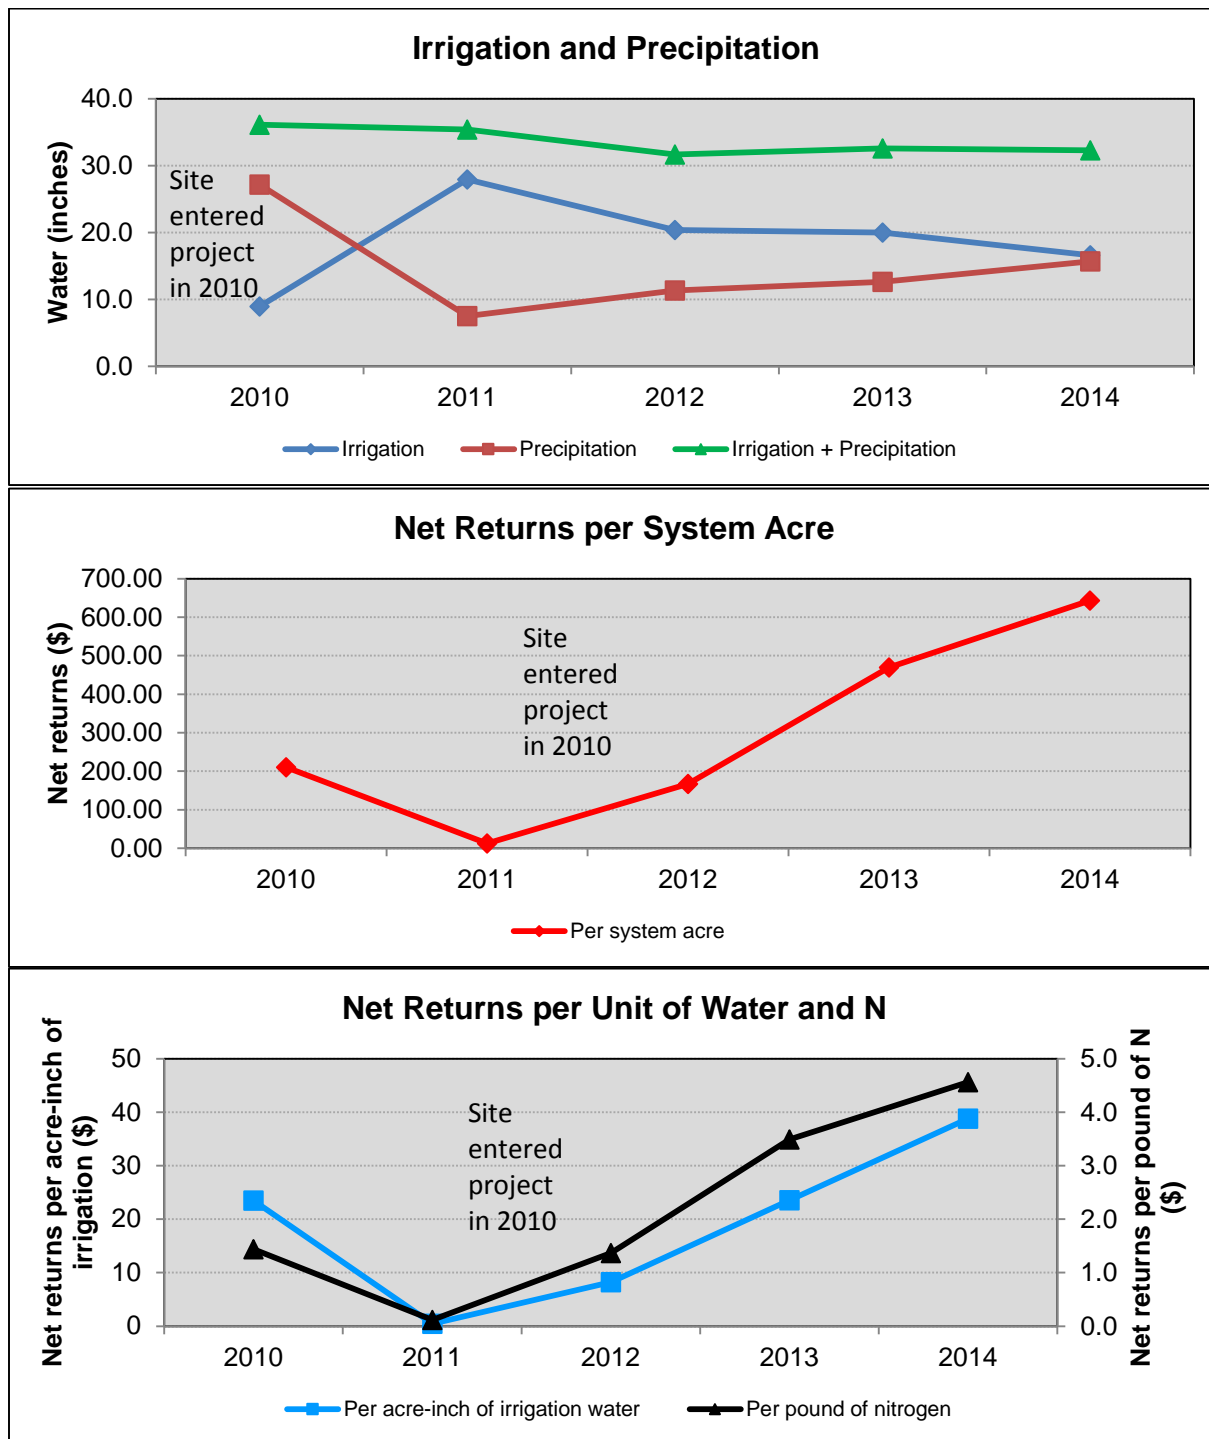 Irrigation and Precipitation
Water (inches)
40.0
30.0
20.0
10.0
0.0
Site
entered
project
in 2010
2010 2011 2012 2013 2014
Irrigation Precipitation Irrigation + Precipitation
Net Returns per System Acre
Net returns ($)
700.00
600.00
500.00
400.00
300.00
200.00
100.00
0.00
Site
entered
project
in 2010
2010 2011 2012 2013 2014
Per system acre
Net Returns per Unit of Water and N
Net returns per acre-inch of
irrigation ($)
50
40
30
20
10
0
Site
entered
project
in 2010
5.0
4.0
3.0
2.0
1.0
0.0
Net returns per pound of N
($)
2010 2011 2012 2013 2014
Per acre-inch of irrigation water Per pound of nitrogen